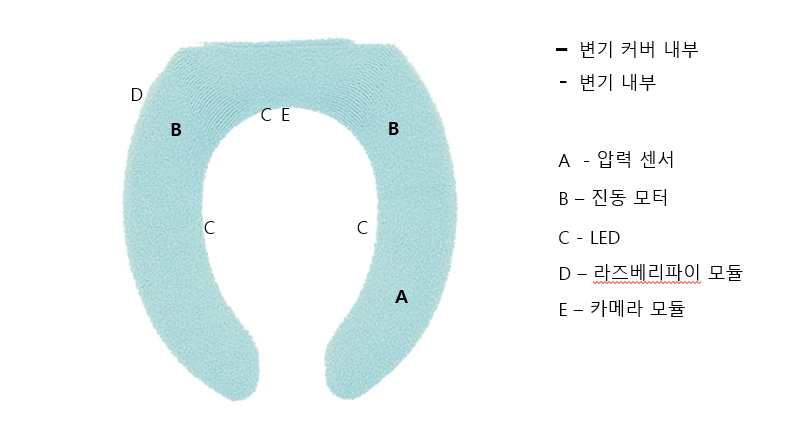 D
B
C E
B
C
C
A
━ 변기 커버 내부
- 변기 내부
A - 압력 센서
B – 진동 모터
C - LED
D – 라즈베리파이 모듈
E – 카메라 모듈